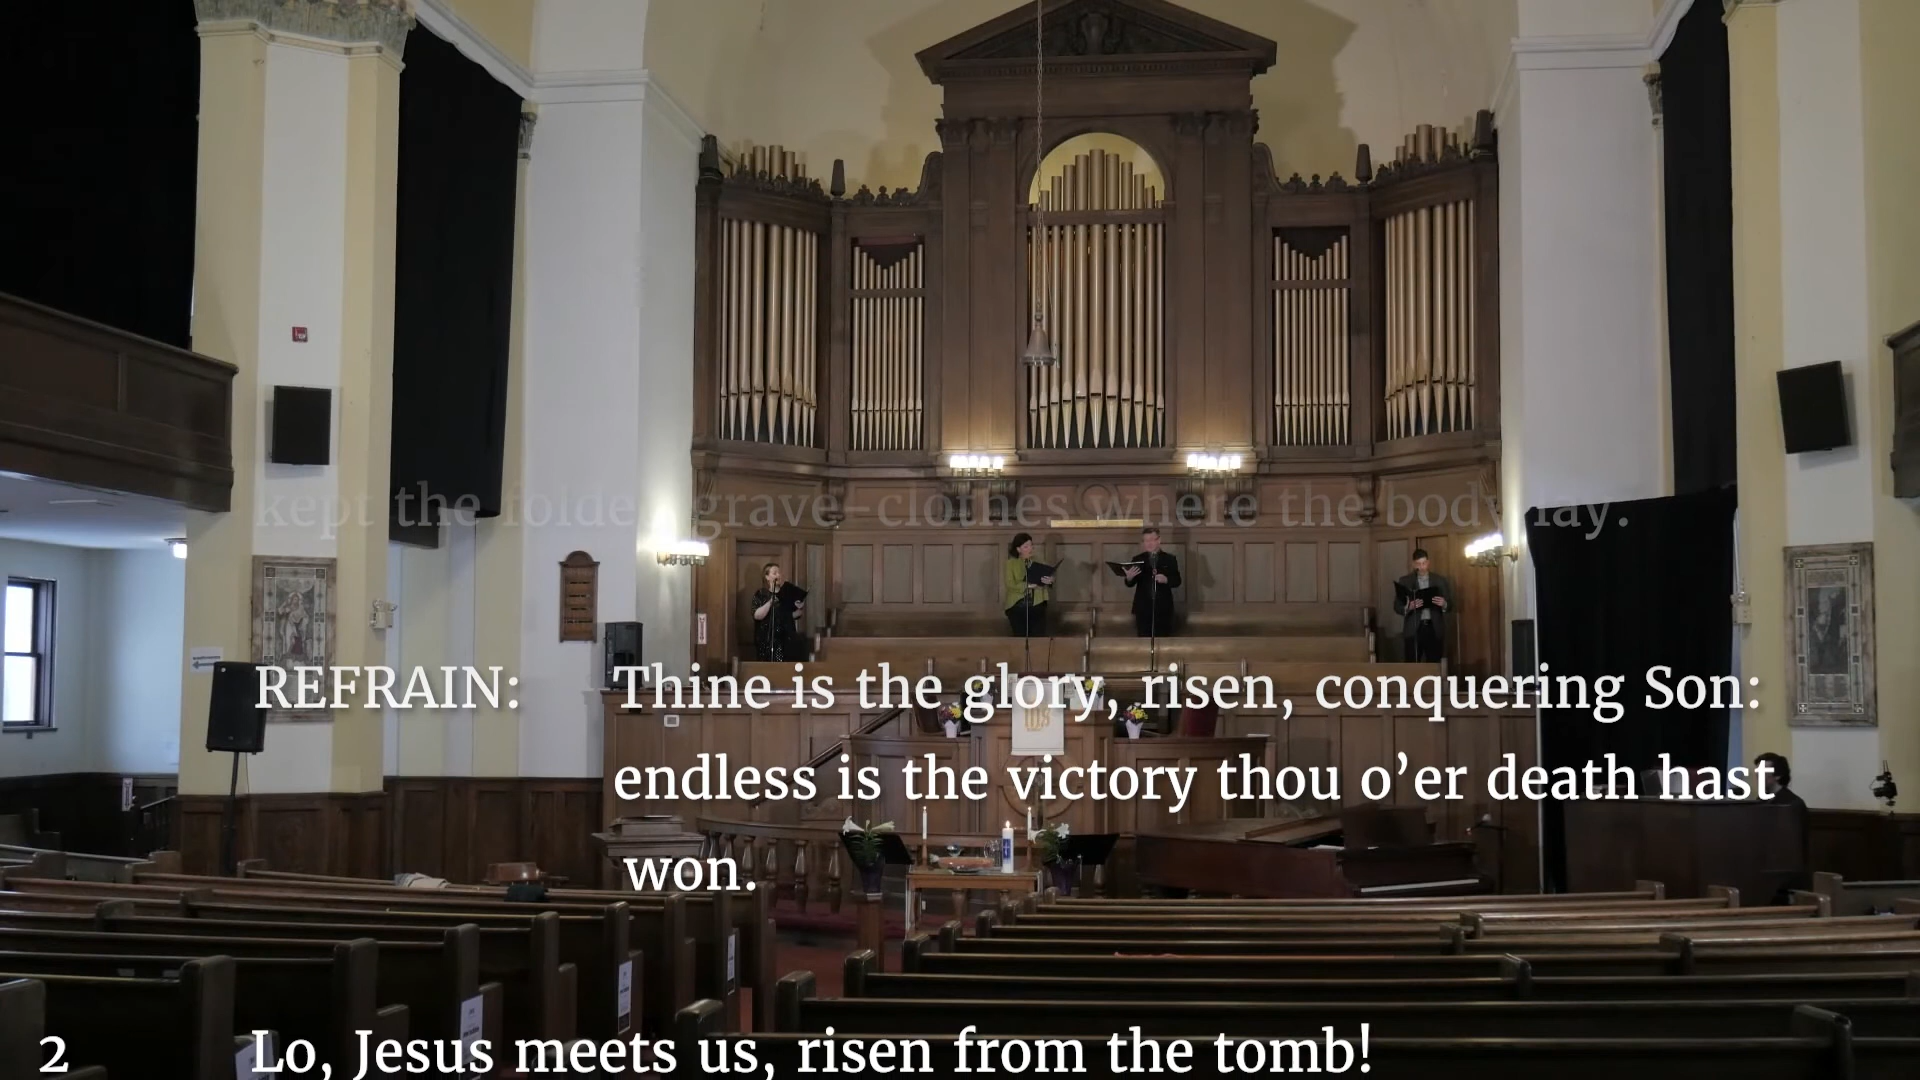 kept the folded grave-clothes where the body lay.
REFRAIN: Thine is the glory, risen, conquering Son:
endless is the victory thou o’er death hast
won.
2 Lo, Jesus meets us, risen from the tomb!
IHS